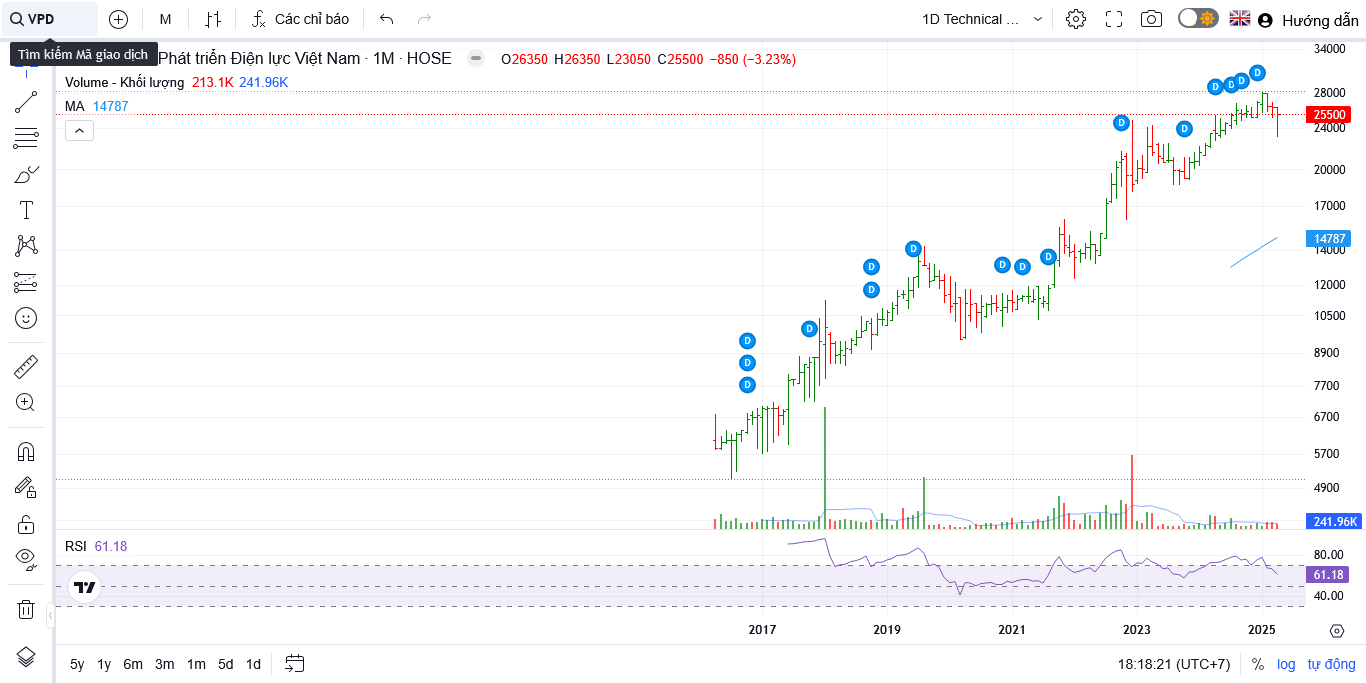 VPD M Các chỉ báo 1D Technical ... Hướng dẫn
Tìm kiếm Mã giao dịch
Phát triển Điện lực Việt Nam · 1M · HOSE O26350 H26350 L23050 C25500 −850 (−3.23%)
Volume - Khối lượng 213.1K 241.96K
MA 14787
D D D D D D D D D D D D D D D D
34000
28000
25500
24000
20000
17000
14787
14000
12000
10500
8900
7700
6700
5700
4900
241.96K
RSI 61.18
80.00
61.18
40.00
2017 2019 2021 2023 2025
5y 1y 6m 3m 1m 5d 1d 18:18:21 (UTC+7) % log tự động